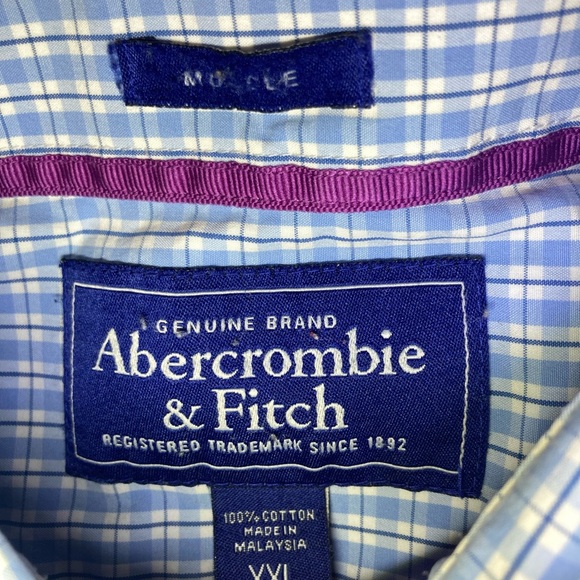 MUSCLE
GENUINE BRAND
Abercrombie
& Fitch
REGISTERED TRADEMARK SINCE 1892
100% COTTON
MADE IN
MALAYSIA
XXL